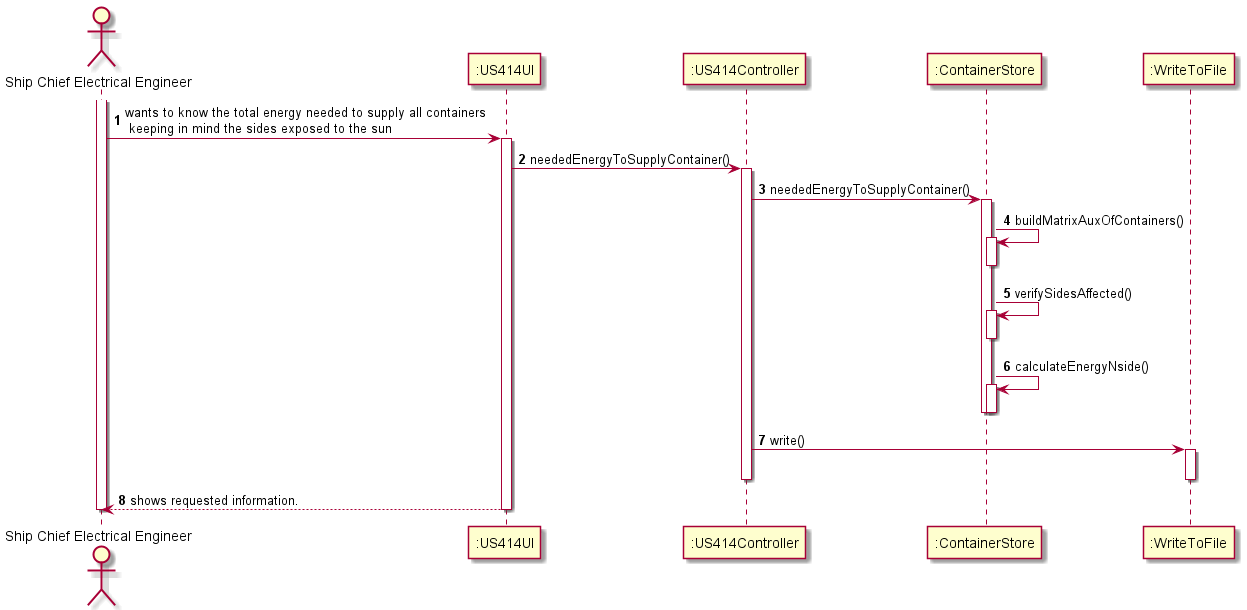 Ship Chief Electrical Engineer
:US414UI
:US414Controller
:ContainerStore
:WriteToFile
1 wants to know the total energy needed to supply all containers
keeping in mind the sides exposed to the sun
2 neededEnergyToSupplyContainer()
3 neededEnergyToSupplyContainer()
4 buildMatrixAuxOfContainers()
5 verifySidesAffected()
6 calculateEnergyNside()
7 write()
8 shows requested information.
Ship Chief Electrical Engineer
:US414UI
:US414Controller
:ContainerStore
:WriteToFile